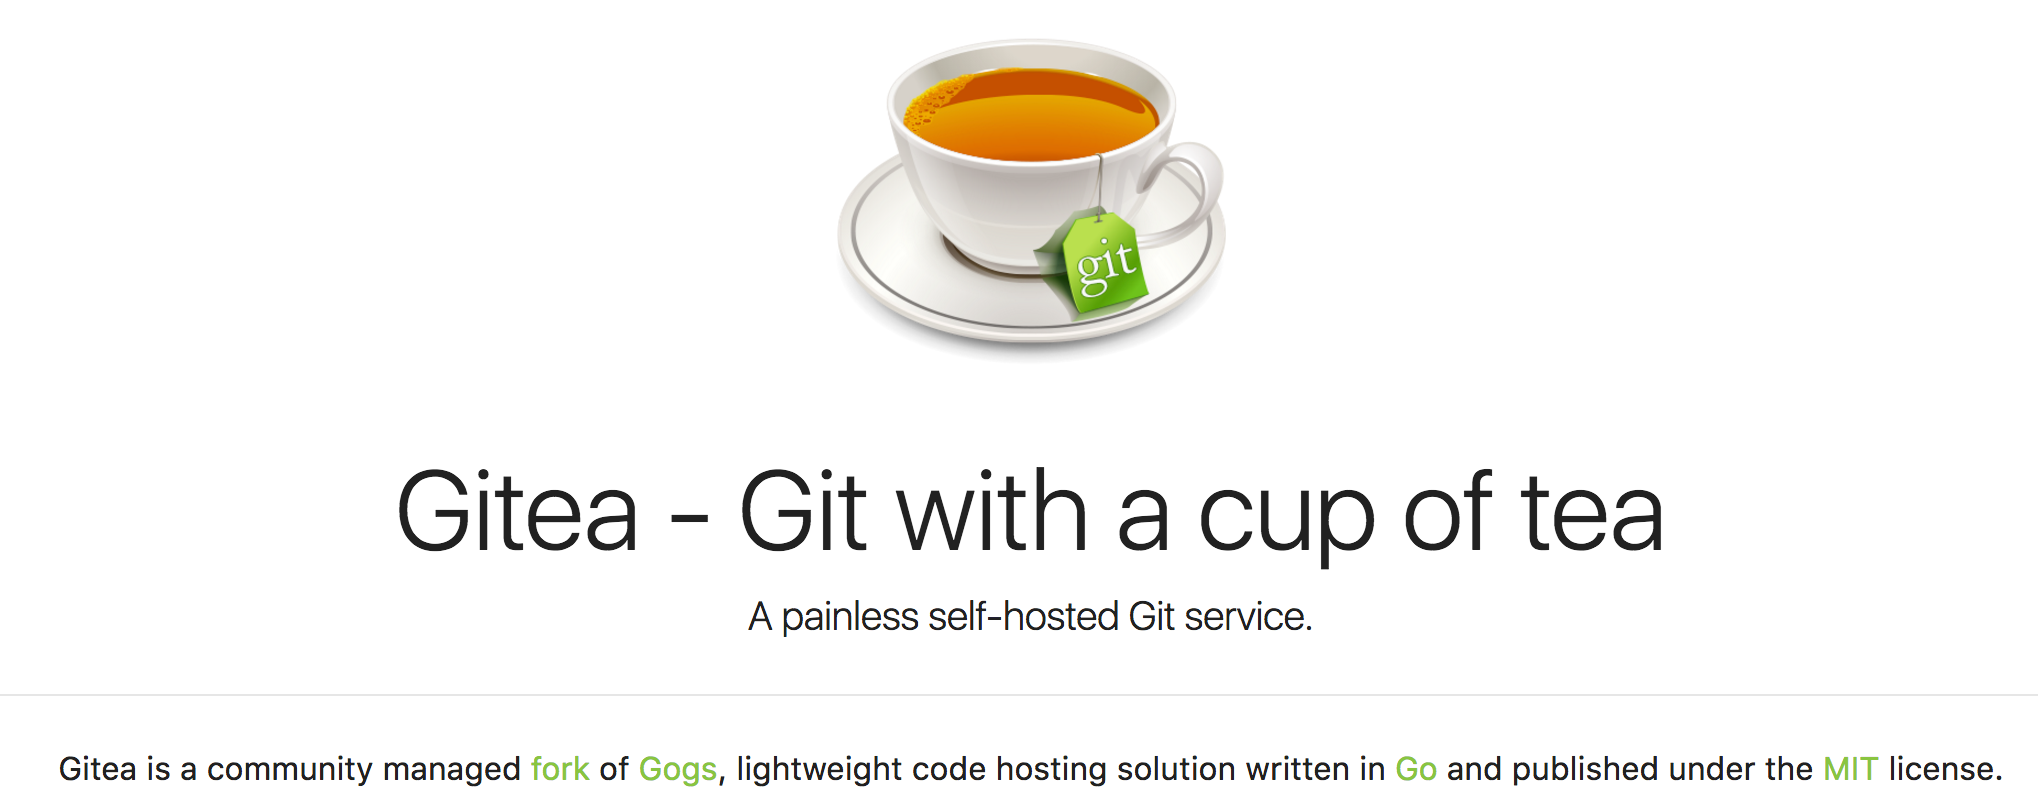 git
Gitea - Git with a cup of tea
A painless self-hosted Git service.
Gitea is a community managed fork of Gogs, lightweight code hosting solution written in Go and published under the MIT license.